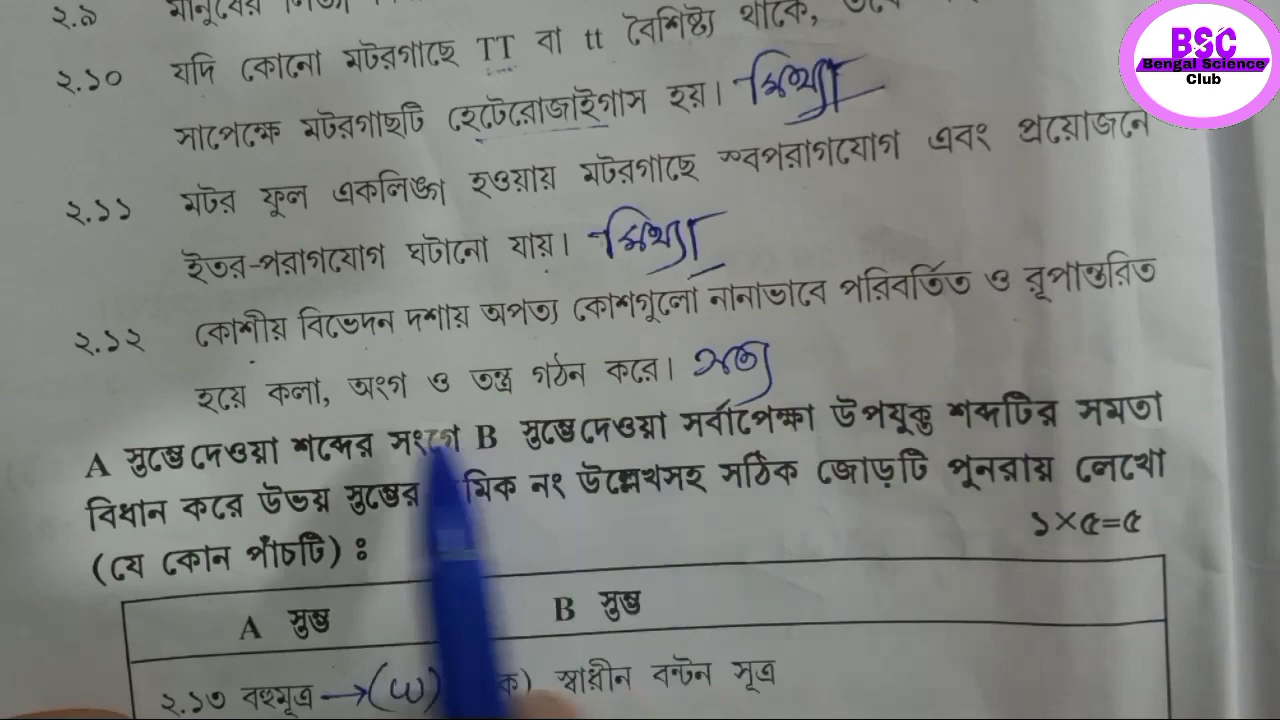 ২.৯ মানুষের
২.১০ যদি কোনো মটরগাছে TT বা tt বৈশিষ্ট্য থাকে,
সাপেক্ষে মটরগাছটি হেটেরোজাইগাস হয়। মিথ্যা
২.১১ মটর ফুল একলিঙ্গ হওয়ায় মটরগাছে স্বপরাগযোগ এবং প্রয়োজনে
ইতর-পরাগযোগ ঘটানো যায়। মিথ্যা
২.১২ কোশীয় বিভেদন দশায় অপত্য কোশগুলো নানাভাবে পরিবর্তিত ও রূপান্তরিত
হয়ে কলা, অংগ ও তন্ত্র গঠন করে। সত্য
A স্তম্ভে দেওয়া শব্দের সংগে B স্তম্ভে দেওয়া সর্বাপেক্ষা উপযুক্ত শব্দটির সমতা
বিধান করে উভয় স্তম্ভের মিক নং উল্লেখসহ সঠিক জোড়টি পুনরায় লেখো
(যে কোন পাঁচটি) : ১×৫=৫
A স্তম্ভ B স্তম্ভ
২.১৩ বহুমূত্র → ক) স্বাধীন বন্টন সূত্র
BSC
Bengal Science
Club